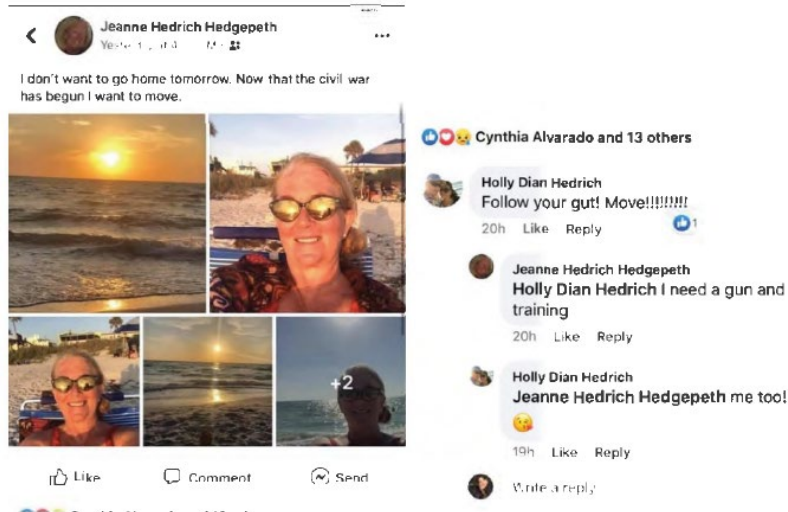 Jeanne Hedrich Hedgepeth
I don't want to go home tomorrow. Now that the civil war
has begun I want to move.
+2
Like
Comment
Send
Cynthia Alvarado and 13 others
Holly Dian Hedrich
Follow your gut! Move!!!!!!!!!
20h Like Reply
1
Jeanne Hedrich Hedgepeth
Holly Dian Hedrich I need a gun and
training
20h Like Reply
Holly Dian Hedrich
Jeanne Hedrich Hedgepeth me too!
19h Like Reply
Write a reply